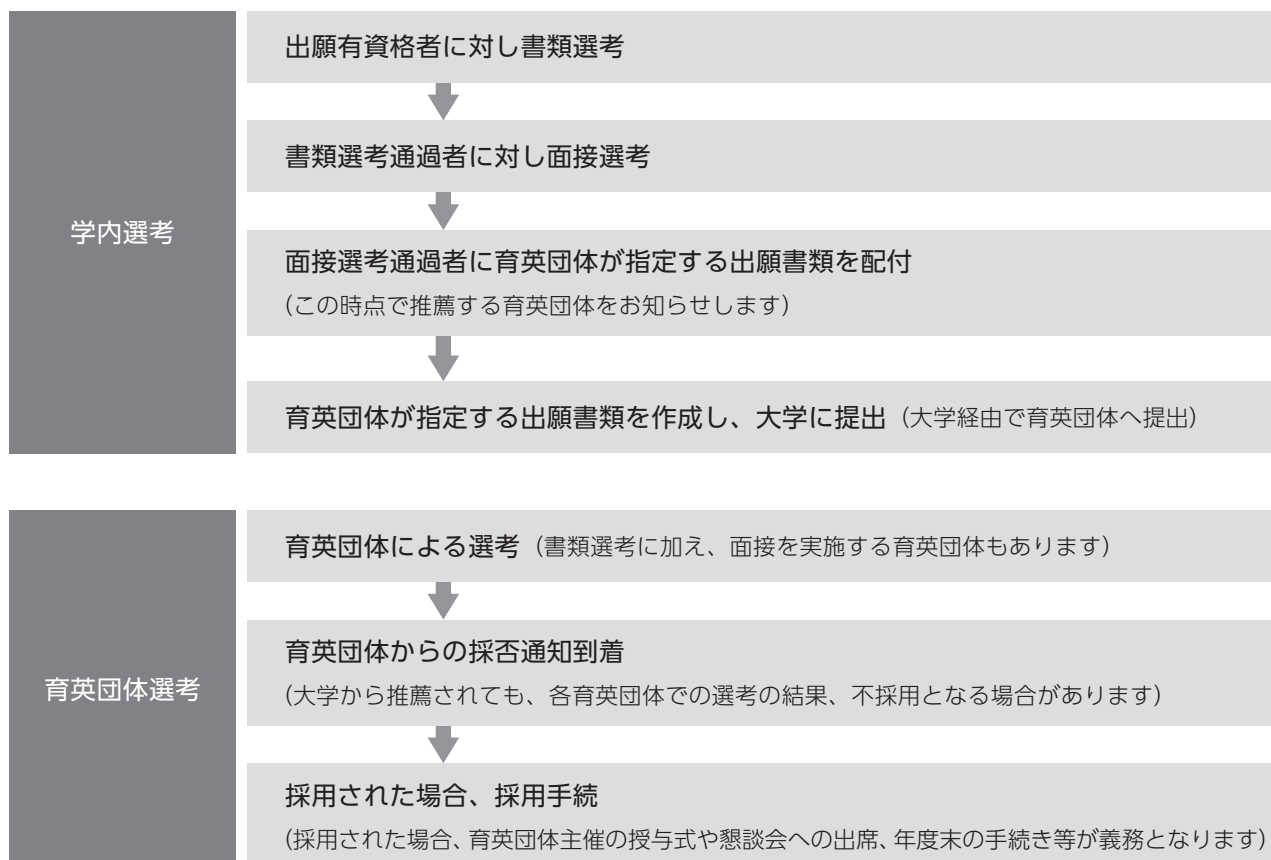 学内選考
出願有資格者に対し書類選考
書類選考通過者に対し面接選考
面接選考通過者に育英団体が指定する出願書類を配付
(この時点で推薦する育英団体をお知らせします)
育英団体が指定する出願書類を作成し、大学に提出（大学経由で育英団体へ提出）
育英団体選考
育英団体による選考（書類選考に加え、面接を実施する育英団体もあります）
育英団体からの採否通知到着
(大学から推薦されても、各育英団体での選考の結果、不採用となる場合があります)
採用された場合、採用手続
(採用された場合、育英団体主催の授与式や懇談会への出席、年度末の手続き等が義務となります)